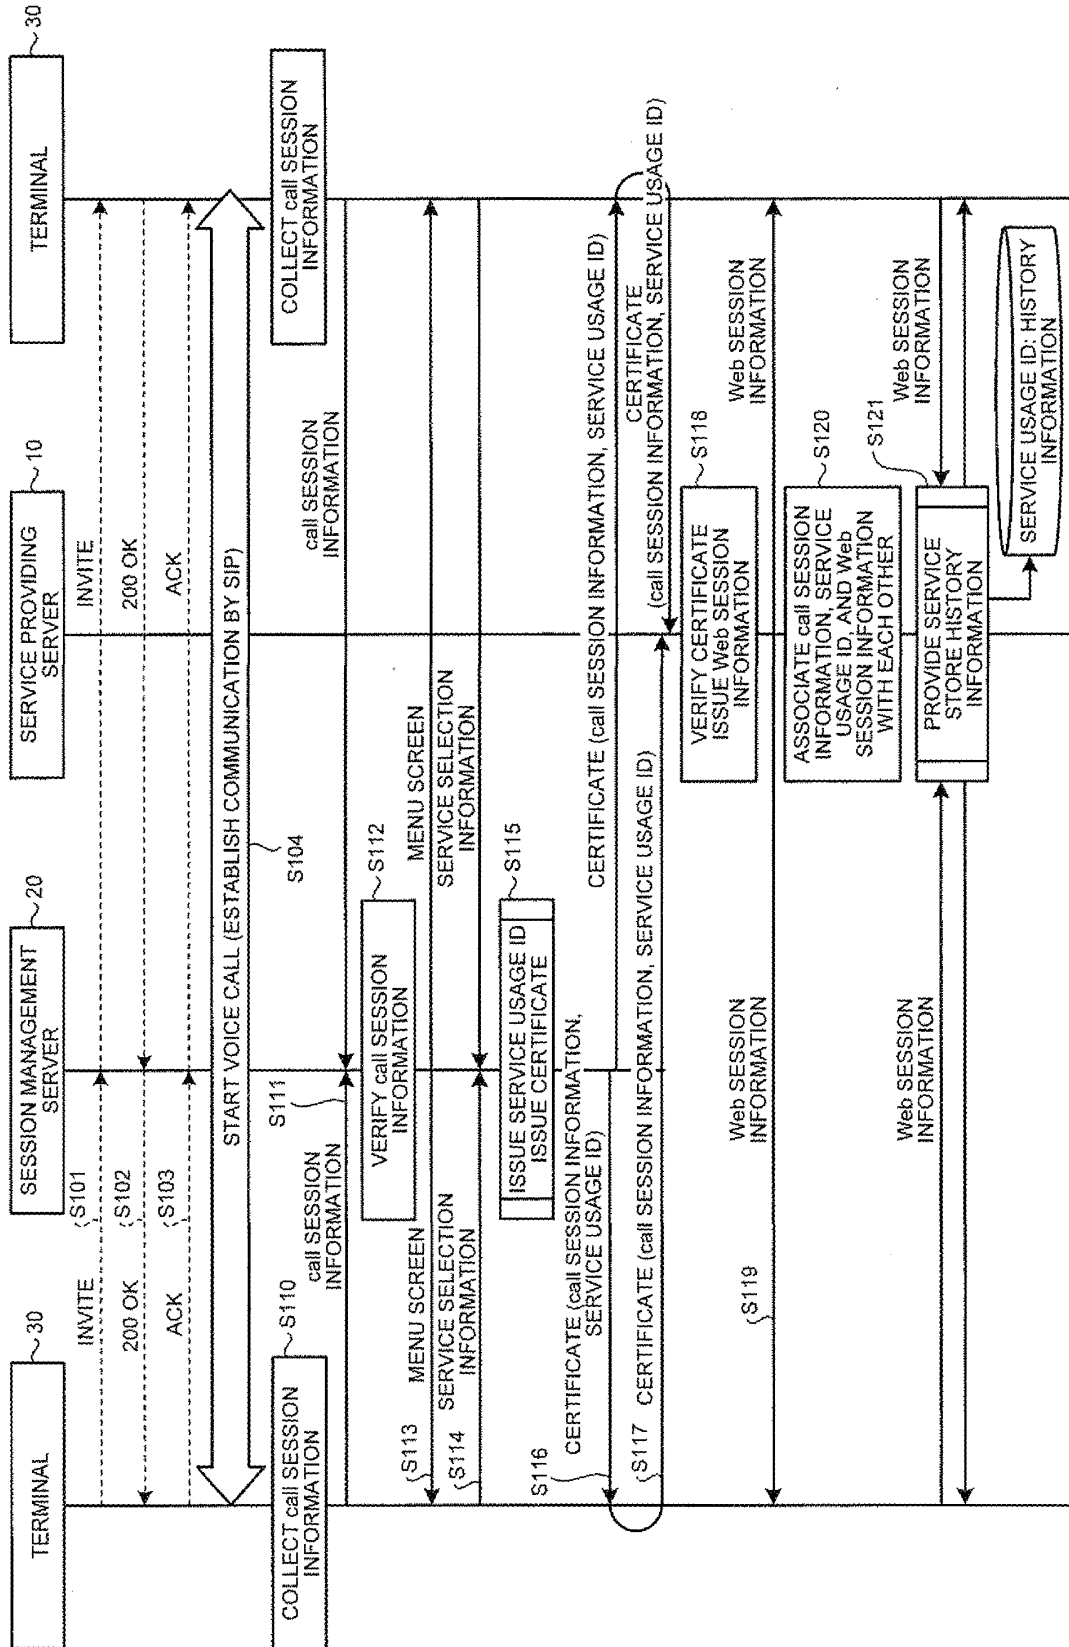 TERMINAL
30
SESSION MANAGEMENT
SERVER
20
SERVICE PROVIDING
SERVER
10
TERMINAL
30
INVITE
S101
INVITE
200 OK
S102
200 OK
ACK
S103
ACK
START VOICE CALL (ESTABLISH COMMUNICATION BY SIP)
S104
COLLECT call SESSION
INFORMATION
S110
COLLECT call SESSION
INFORMATION
call SESSION
INFORMATION
S111
call SESSION
INFORMATION
VERIFY call SESSION
INFORMATION
S112
S113
MENU SCREEN
MENU SCREEN
S114
SERVICE SELECTION
INFORMATION
SERVICE SELECTION
INFORMATION
ISSUE SERVICE USAGE ID
ISSUE CERTIFICATE
S115
S116
CERTIFICATE (call SESSION INFORMATION,
SERVICE USAGE ID)
CERTIFICATE (call SESSION INFORMATION, SERVICE USAGE ID)
S117
CERTIFICATE (call SESSION INFORMATION, SERVICE USAGE ID)
CERTIFICATE
(call SESSION INFORMATION, SERVICE USAGE ID)
VERIFY CERTIFICATE
ISSUE Web SESSION
INFORMATION
S118
S119
Web SESSION
INFORMATION
Web SESSION
INFORMATION
ASSOCIATE call SESSION
INFORMATION, SERVICE
USAGE ID, AND Web
SESSION INFORMATION
WITH EACH OTHER
S120
Web SESSION
INFORMATION
PROVIDE SERVICE
STORE HISTORY
INFORMATION
S121
Web SESSION
INFORMATION
SERVICE USAGE ID: HISTORY
INFORMATION